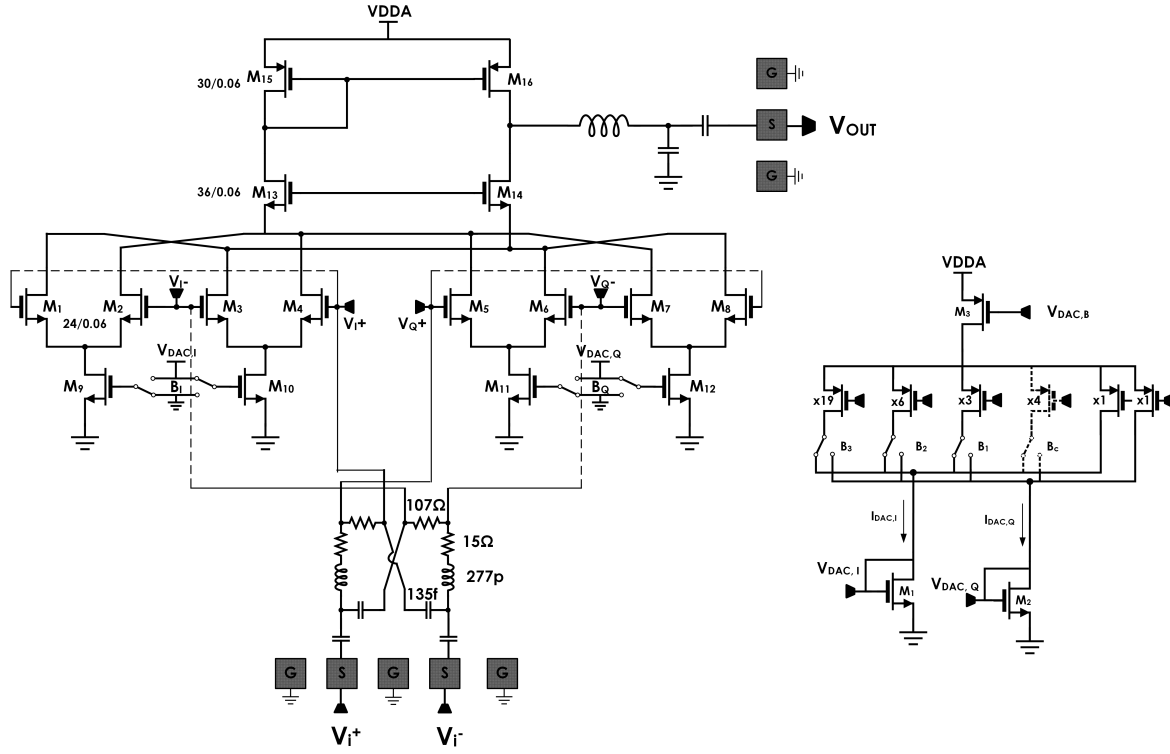 VDDA
30/0.06
M15
M16
G
S
VOUT
G
36/0.06
M13
M14
VI-
VQ-
M1
M2
M3
M4
VI+
VQ+
M5
M6
M7
M8
24/0.06
VDAC,I
VDAC,Q
M9
BI
M10
M11
BQ
M12
107Ω
15Ω
277p
135f
G
S
G
S
G
Vi+
Vi-
VDDA
M3
VDAC,B
x19
x6
x3
x4
x1
x1
B3
B2
B1
Bc
IDAC,I
IDAC,Q
VDAC, I
M1
VDAC, Q
M2